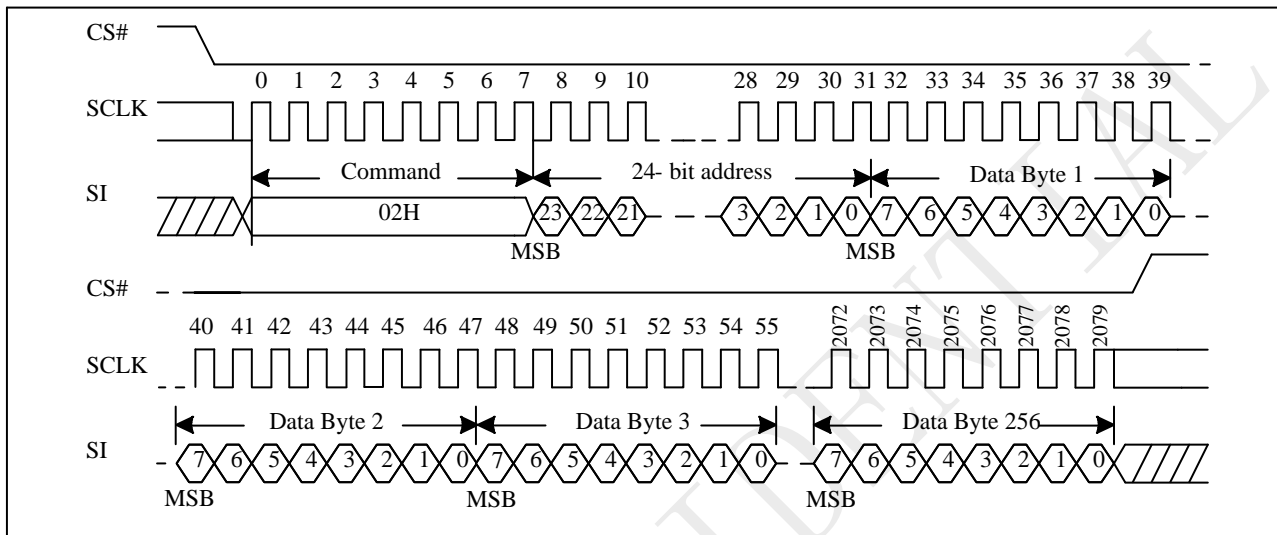 CS#
0 1 2 3 4 5 6 7 8 9 10 28 29 30 31 32 33 34 35 36 37 38 39
SCLK
Command 24- bit address Data Byte 1
SI
02H 23 22 21 3 2 1 0 7 6 5 4 3 2 1 0
MSB MSB
CS#
40 41 42 43 44 45 46 47 48 49 50 51 52 53 54 55 2072 2073 2074 2075 2076 2077 2078 2079
SCLK
Data Byte 2 Data Byte 3 Data Byte 256
SI
7 6 5 4 3 2 1 0 7 6 5 4 3 2 1 0 7 6 5 4 3 2 1 0
MSB MSB MSB
IDENTIAL